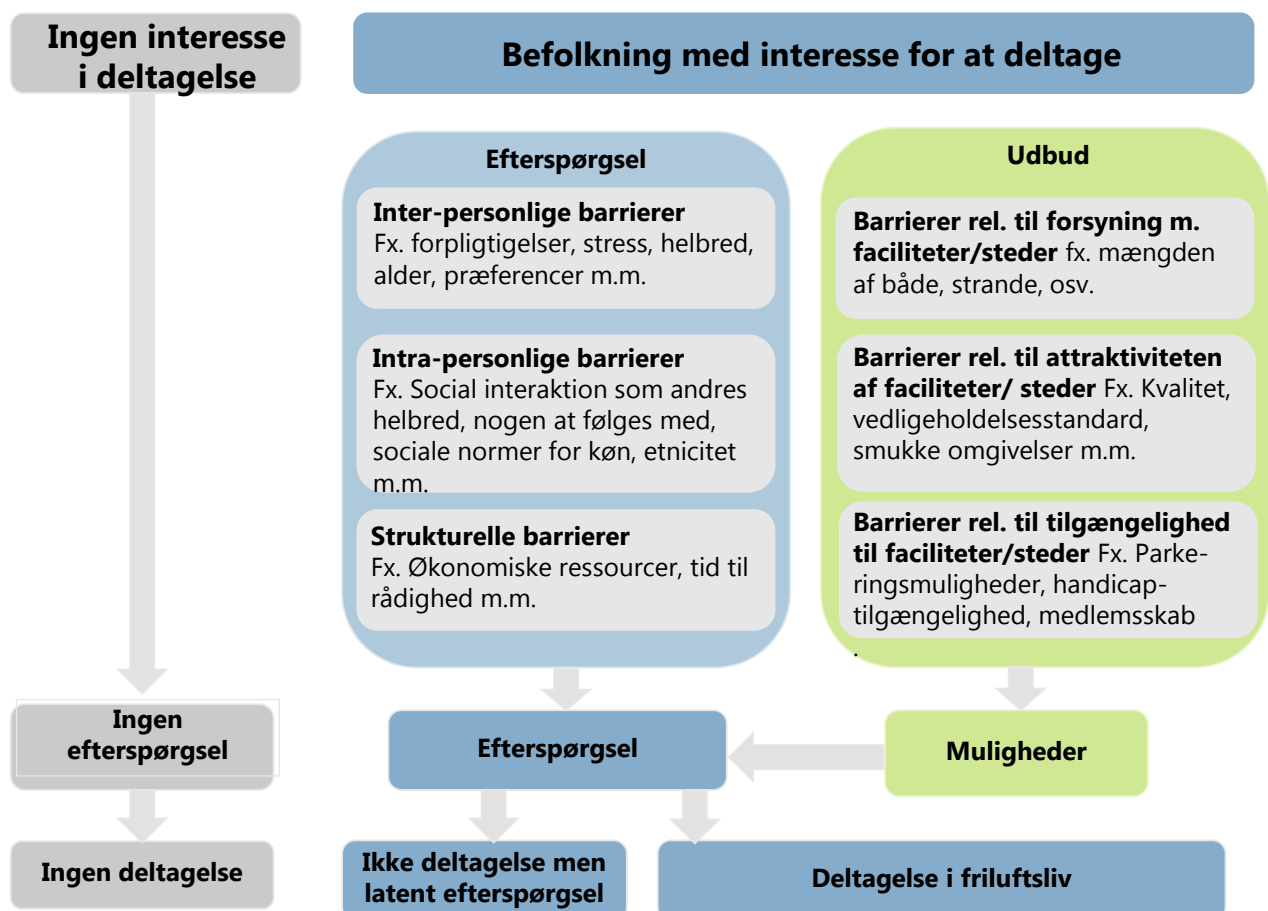 Ingen interesse
i deltagelse
Befolkning med interesse for at deltage
Efterspørgsel
Inter-personlige barrierer
Fx. forpligtigelser, stress, helbred,
alder, præferencer m.m.
Intra-personlige barrierer
Fx. Social interaktion som andres
helbred, nogen at følges med,
sociale normer for køn, etnicitet
m.m.
Strukturelle barrierer
Fx. Økonomiske ressourcer, tid til
rådighed m.m.
Udbud
Barrierer rel. til forsyning m.
faciliteter/steder fx. mængden
af både, strande, osv.
Barrierer rel. til attraktiviteten
af faciliteter/ steder Fx. Kvalitet,
vedligeholdelsesstandard,
smukke omgivelser m.m.
Barrierer rel. til tilgængelighed
til faciliteter/steder Fx. Parke-
ringsmuligheder, handicap-
tilgængelighed, medlemsskab
.
Ingen
efterspørgsel
Efterspørgsel
Muligheder
Ingen deltagelse
Ikke deltagelse men
latent efterspørgsel
Deltagelse i friluftsliv